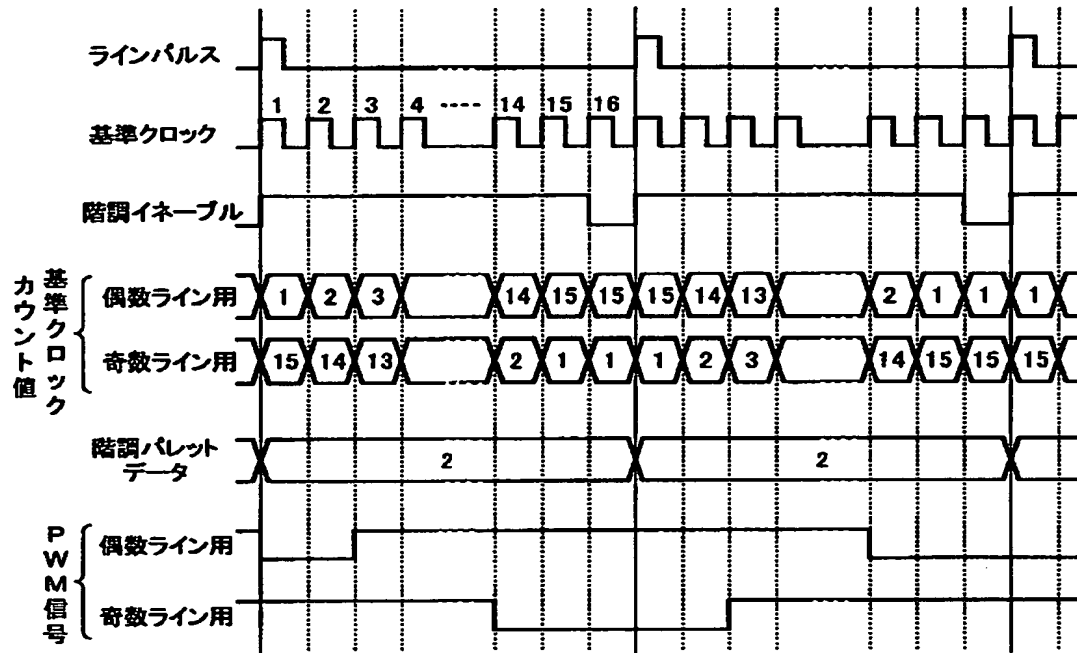 ラインパルス
1 2 3 4 ---- 14 15 16
基準クロック
階調イネーブル
基準クロック
カウント値
偶数ライン用
1 2 3 14 15 15 15 14 13 2 1 1 1
奇数ライン用
15 14 13 2 1 1 1 2 3 14 15 15 15
階調パレット
データ
2 2
PWM信号
偶数ライン用
奇数ライン用